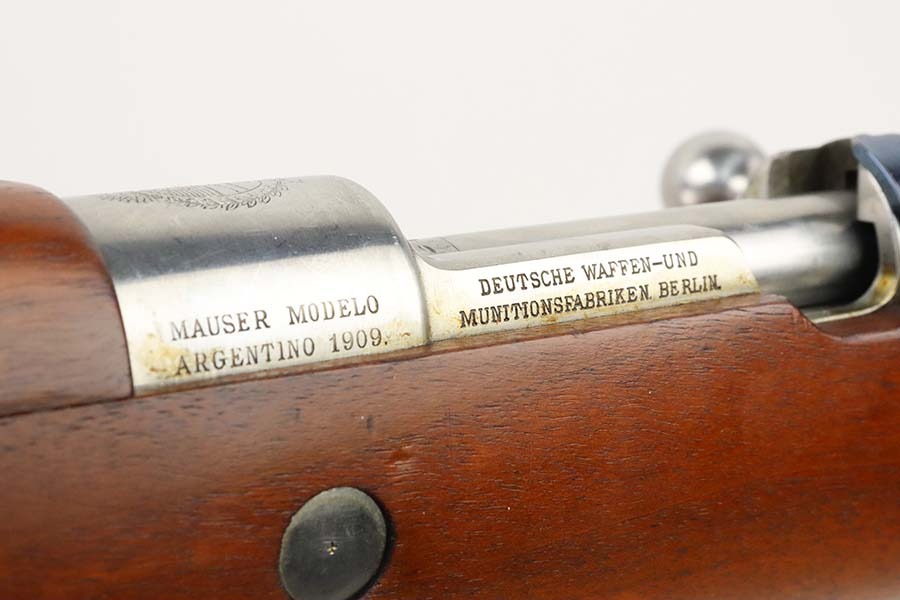 MAUSER MODELO
ARGENTINO 1909.
DEUTSCHE WAFFEN-UND
MUNITIONSFABRIKEN. BERLIN.